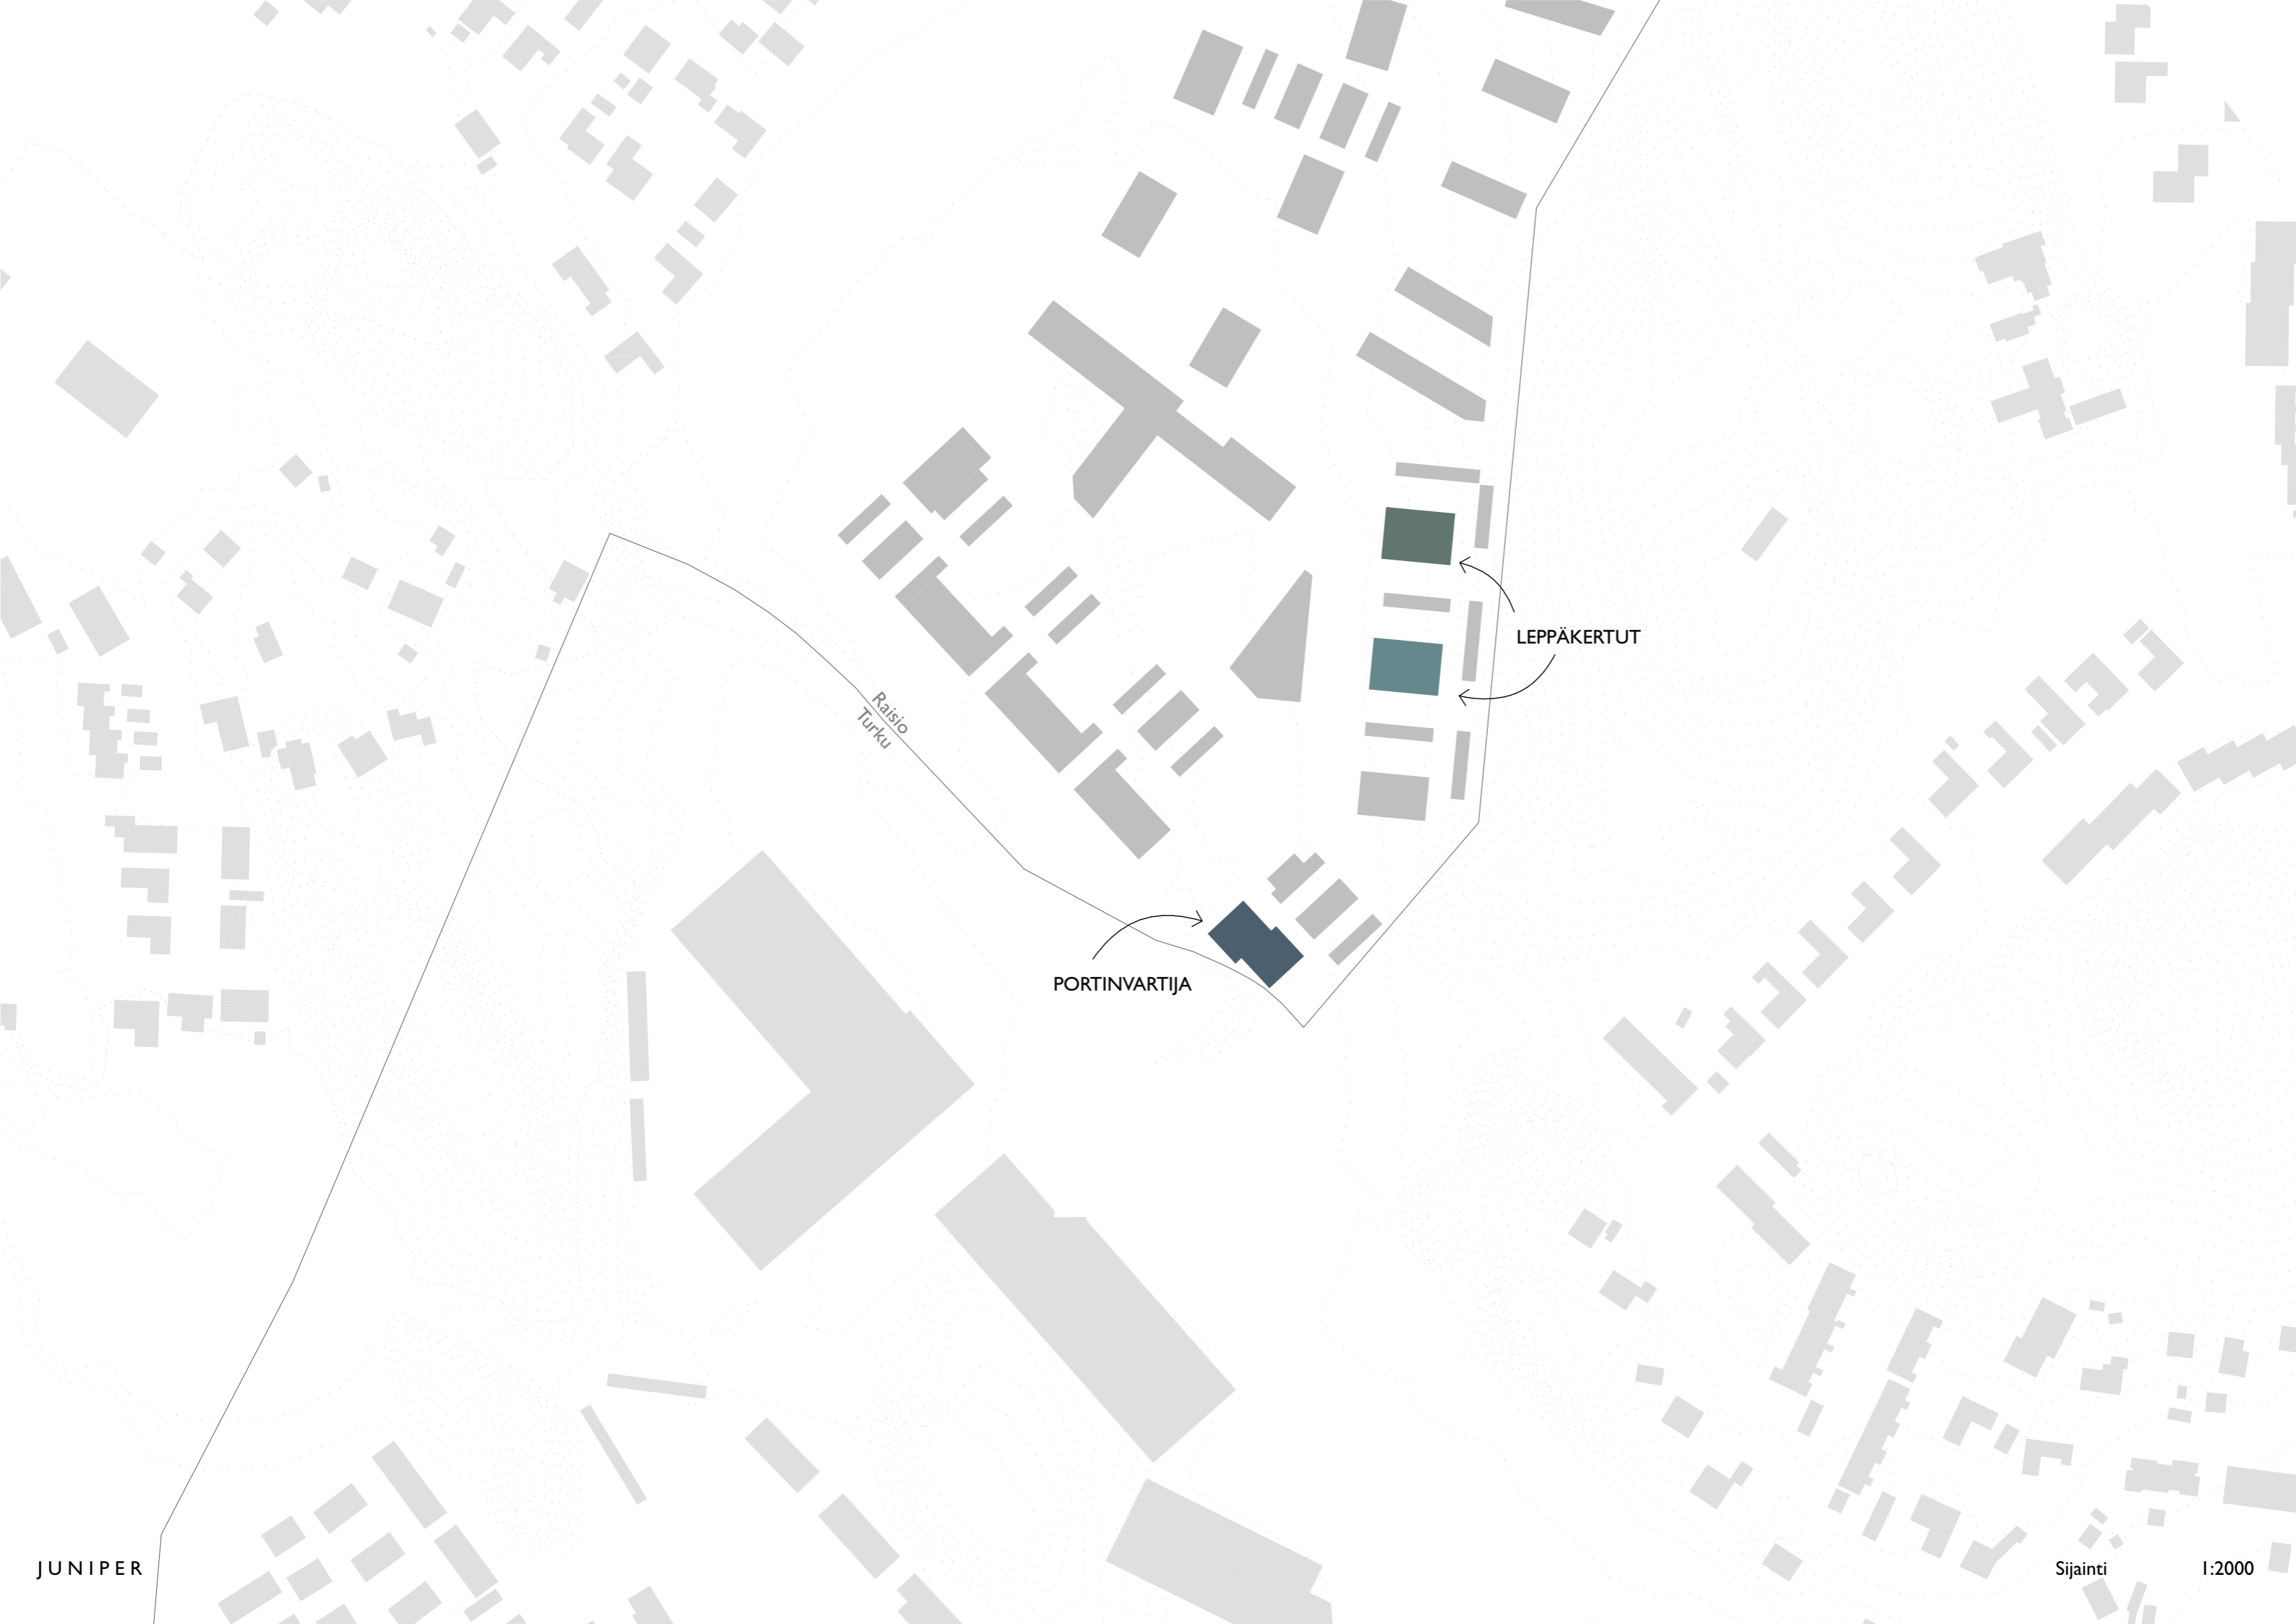 LEPPÄKERTUT
Raisio
Turku
PORTINVARTIJA
JUNIPER
Sijainti 1:2000